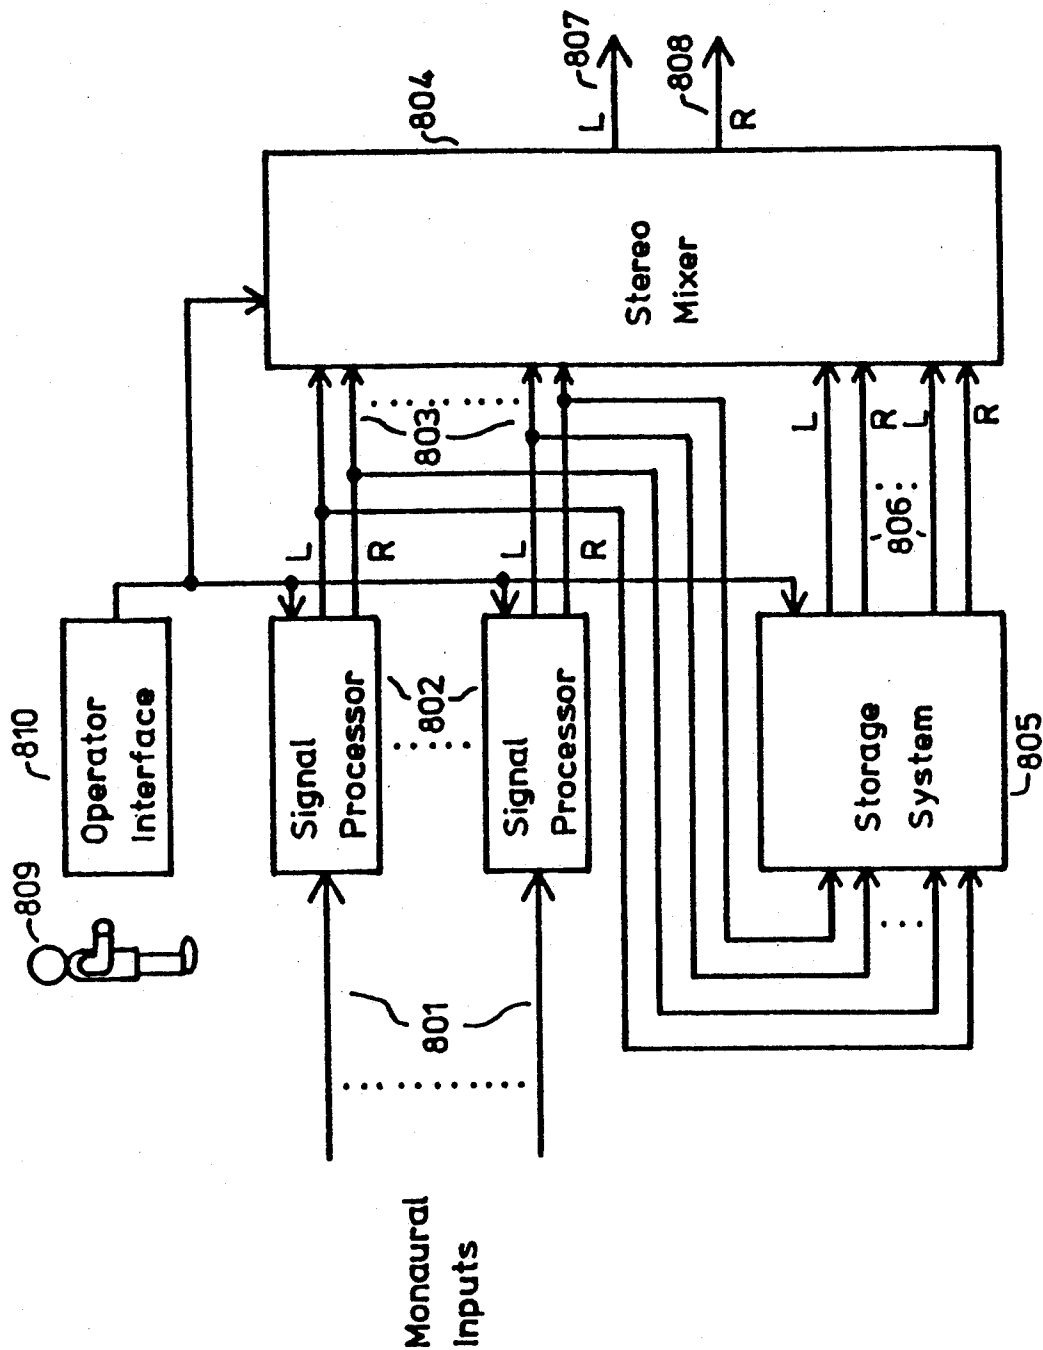 809
810
Operator
Interface
Monaural
Inputs
801
Signal
Processor
802
Signal
Processor
L
R
L
R
803
804
Stereo
Mixer
L
807
R
808
Storage
System
805
L
R
806
L
R